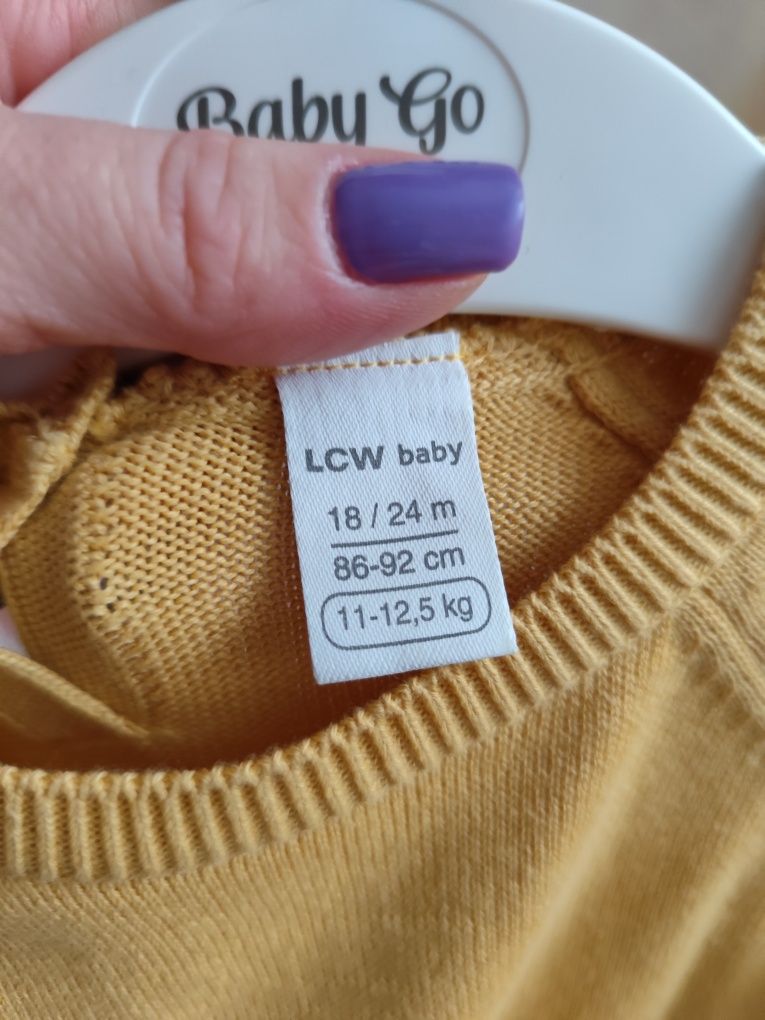 Baby Go
LCW baby
18 / 24 m
86-92 cm
11-12,5 kg